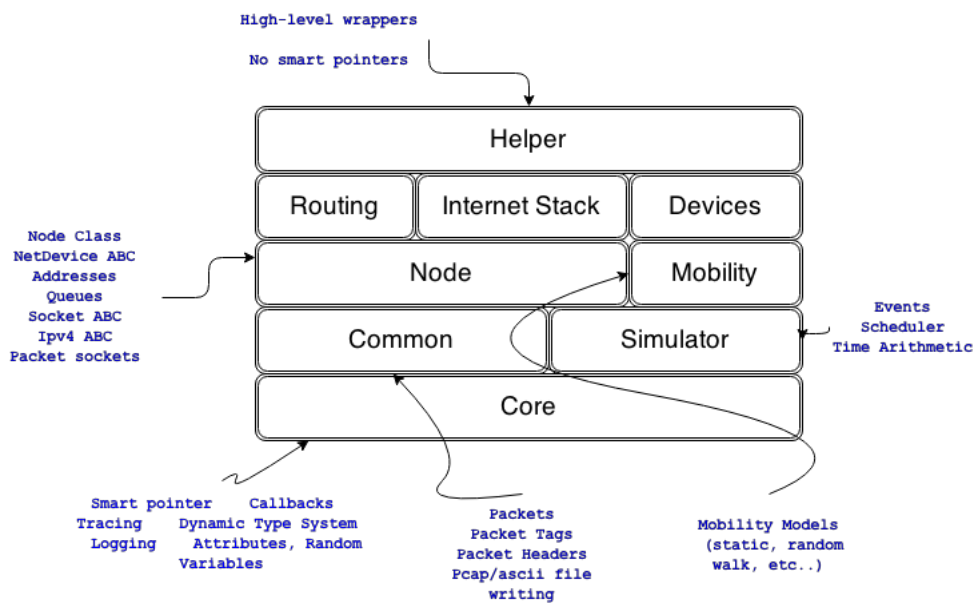 High-level wrappers
No smart pointers
Helper
Routing
Internet Stack
Devices
Node Class
NetDevice ABC
Addresses
Queues
Socket ABC
Ipv4 ABC
Packet sockets
Node
Mobility
Events
Scheduler
Time Arithmetic
Common
Simulator
Core
Smart pointer Callbacks
Tracing Dynamic Type System
Logging Attributes, Random
Variables
Packets
Packet Tags
Packet Headers
Pcap/ascii file
writing
Mobility Models
(static, random
walk, etc..)